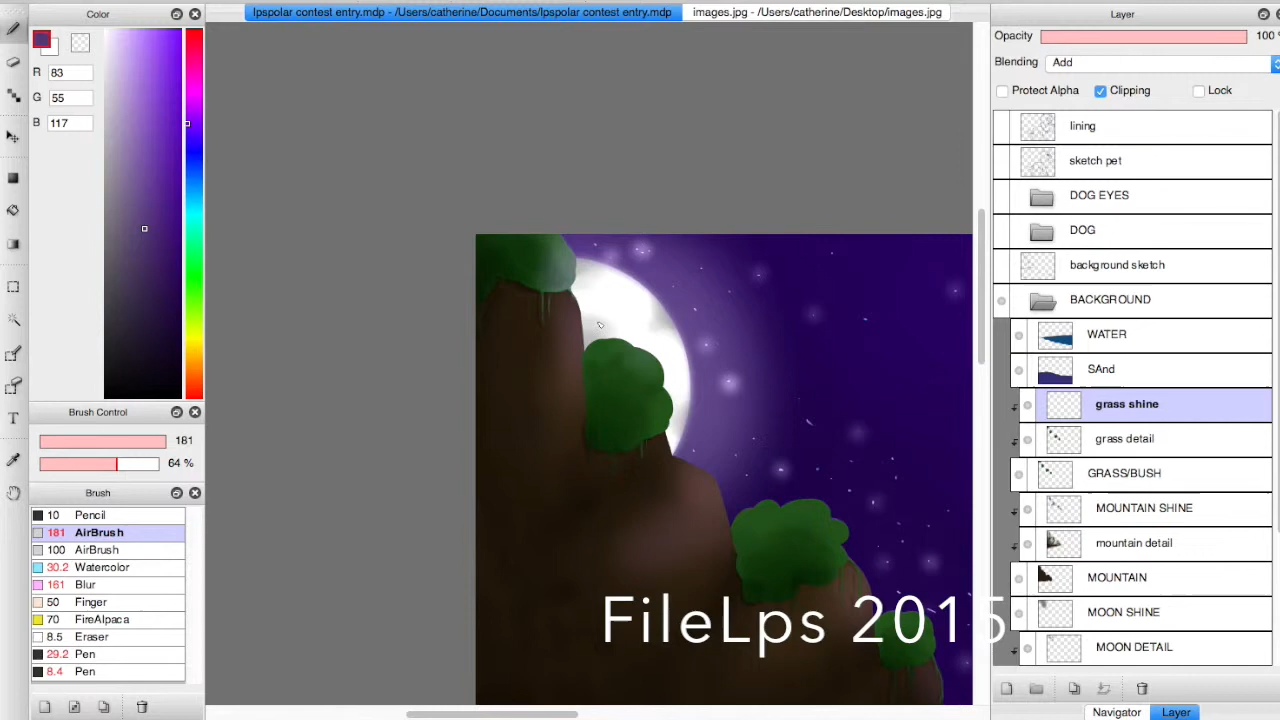 Color
lpspolar contest entry.mdp - /Users/catherine/Documents/lpspolar contest entry.mdp
images.jpg - /Users/catherine/Desktop/images.jpg
Layer
R 83
G 55
B 117
Opacity 100
Blending Add
Protect Alpha Clipping Lock
lining
sketch pet
DOG EYES
DOG
background sketch
BACKGROUND
WATER
SAnd
grass shine
grass detail
GRASS/BUSH
MOUNTAIN SHINE
mountain detail
MOUNTAIN
MOON SHINE
MOON DETAIL
Brush Control
181
64 %
Brush
10 Pencil
181 AirBrush
100 AirBrush
30.2 Watercolor
161 Blur
50 Finger
70 FireAlpaca
8.5 Eraser
29.2 Pen
8.4 Pen
T
FileLps 2015
Navigator Layer